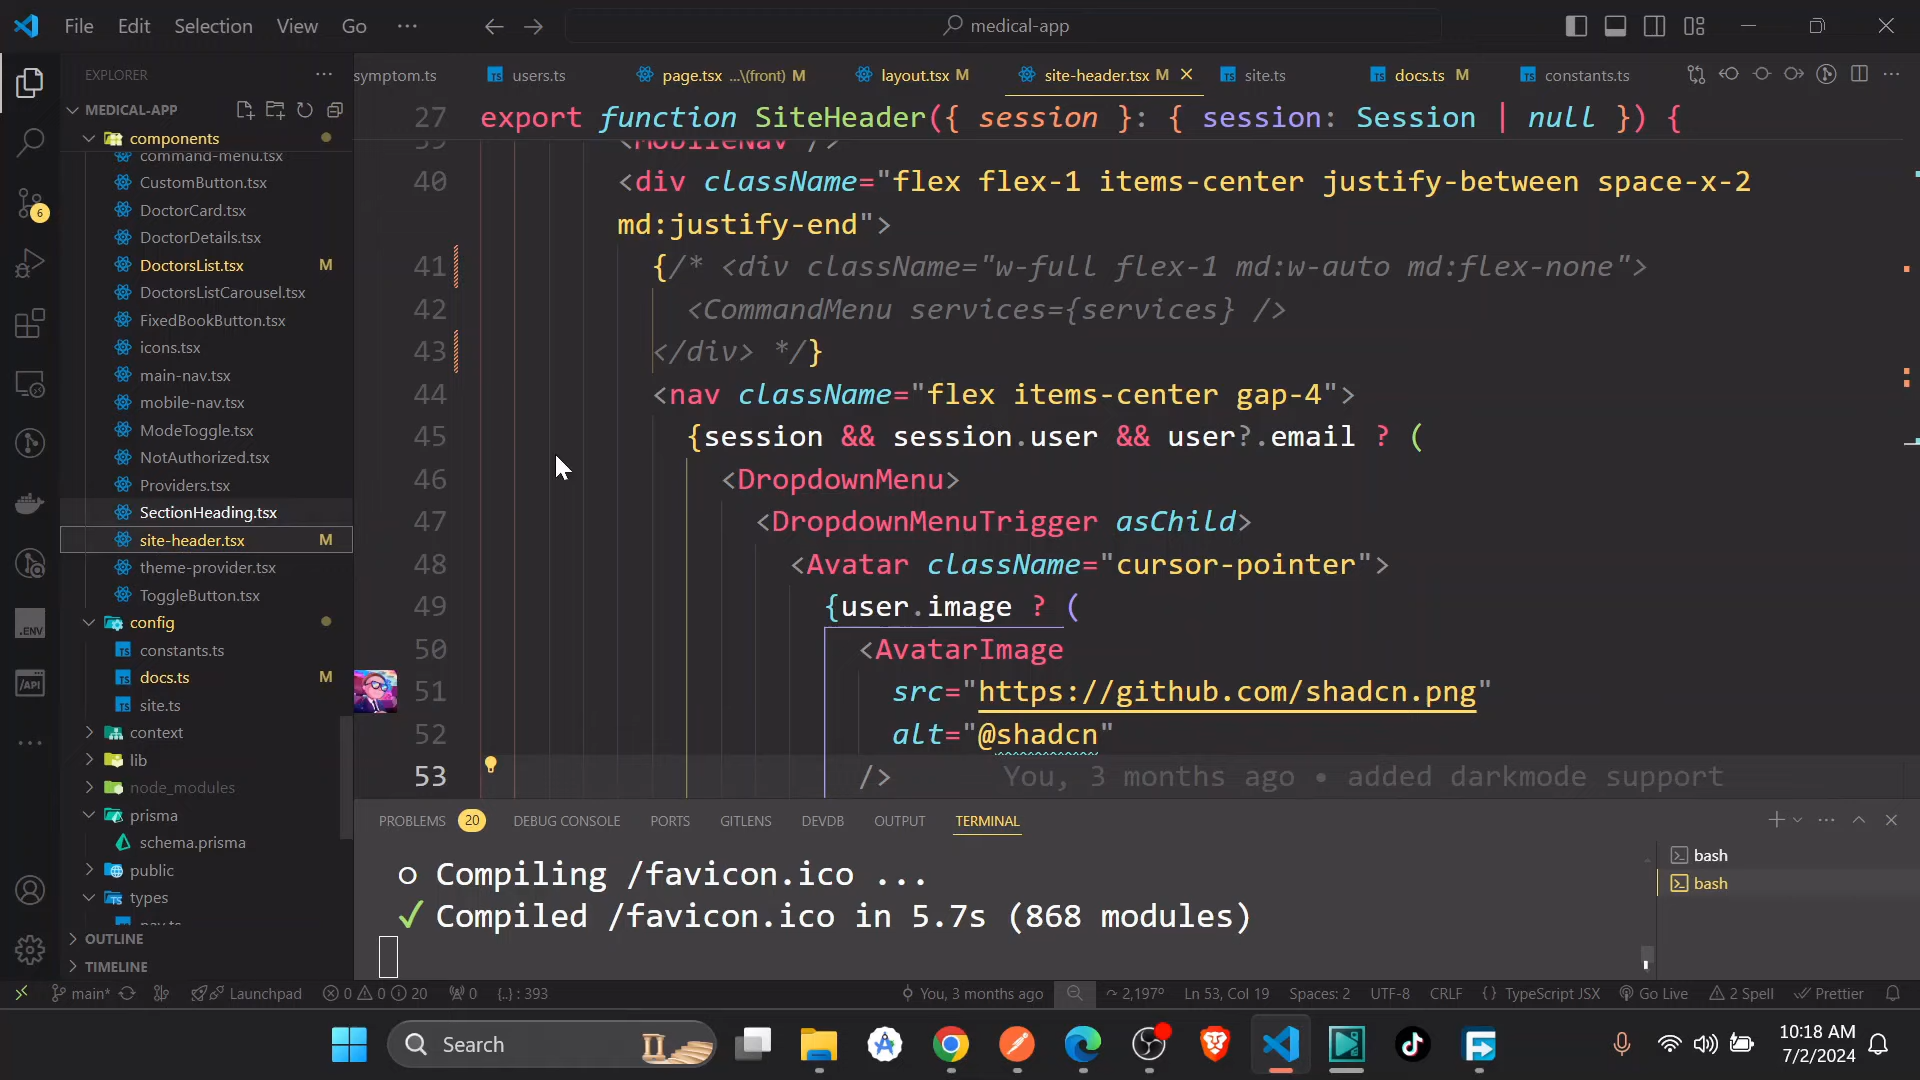 File Edit Selection View Go ... medical-app
EXPLORER
MEDICAL-APP
components
command-menu.tsx
CustomButton.tsx
DoctorCard.tsx
DoctorDetails.tsx
DoctorsList.tsx M
DoctorsListCarousel.tsx
FixedBookButton.tsx
icons.tsx
main-nav.tsx
mobile-nav.tsx
ModeToggle.tsx
NotAuthorized.tsx
Providers.tsx
SectionHeading.tsx
site-header.tsx M
theme-provider.tsx
ToggleButton.tsx
config
constants.ts
docs.ts M
site.ts
context
lib
node_modules
prisma
schema.prisma
public
types
nav.ts
OUTLINE
TIMELINE
6
.ENV
/API
symptom.ts users.ts page.tsx ...\(front) M layout.tsx M site-header.tsx M site.ts docs.ts M constants.ts
27 export function SiteHeader({ session }: { session: Session | null }) {
39 <MobileNav />
40 <div className="flex flex-1 items-center justify-between space-x-2
md:justify-end">
41 {/* <div className="w-full flex-1 md:w-auto md:flex-none">
42 <CommandMenu services={services} />
43 </div> */}
44 <nav className="flex items-center gap-4">
45 {session && session.user && user?.email ? (
46 <DropdownMenu>
47 <DropdownMenuTrigger asChild>
48 <Avatar className="cursor-pointer">
49 {user.image ? (
50 <AvatarImage
51 src="https://github.com/shadcn.png"
52 alt="@shadcn"
53 /> You, 3 months ago • added darkmode support
PROBLEMS 20 DEBUG CONSOLE PORTS GITLENS DEVDB OUTPUT TERMINAL
○ Compiling /favicon.ico ...
✓ Compiled /favicon.ico in 5.7s (868 modules)
bash
bash
main* Launchpad 0 0 20 0 {..} : 393 You, 3 months ago 2,197º Ln 53, Col 19 Spaces: 2 UTF-8 CRLF {} TypeScript JSX Go Live 2 Spell Prettier
Search
10:18 AM
7/2/2024